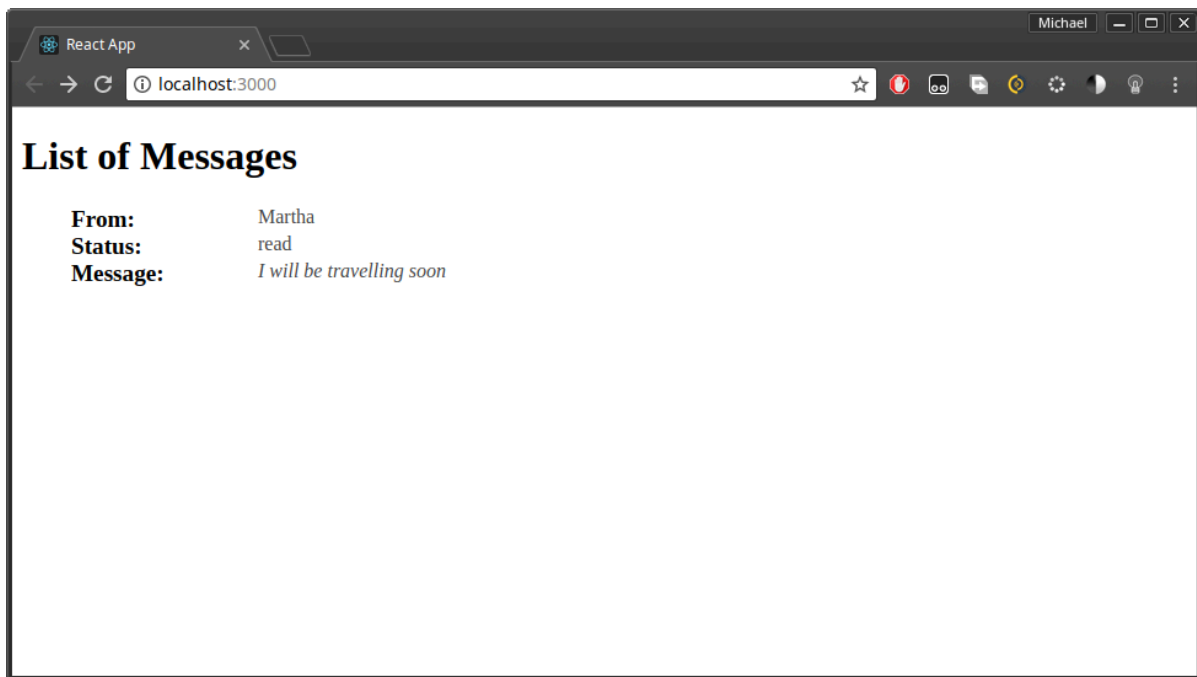 Michael
React App
localhost:3000
List of Messages
From: Martha
Status: read
Message: I will be travelling soon